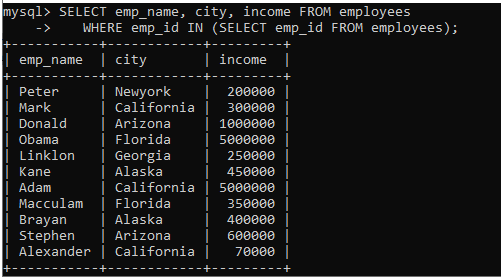 mysql> SELECT emp_name, city, income FROM employees
    ->    WHERE emp_id IN (SELECT emp_id FROM employees);
+-----------+------------+---------+
| emp_name  | city       | income  |
+-----------+------------+---------+
| Peter     | Newyork    |  200000 |
| Mark      | California |  300000 |
| Donald    | Arizona    | 1000000 |
| Obama     | Florida    | 5000000 |
| Linklon   | Georgia    |  250000 |
| Kane      | Alaska     |  450000 |
| Adam      | California | 5000000 |
| Macculam  | Florida    |  350000 |
| Brayan    | Alaska     |  400000 |
| Stephen   | Arizona    |  600000 |
| Alexander | California |   70000 |
+-----------+------------+---------+